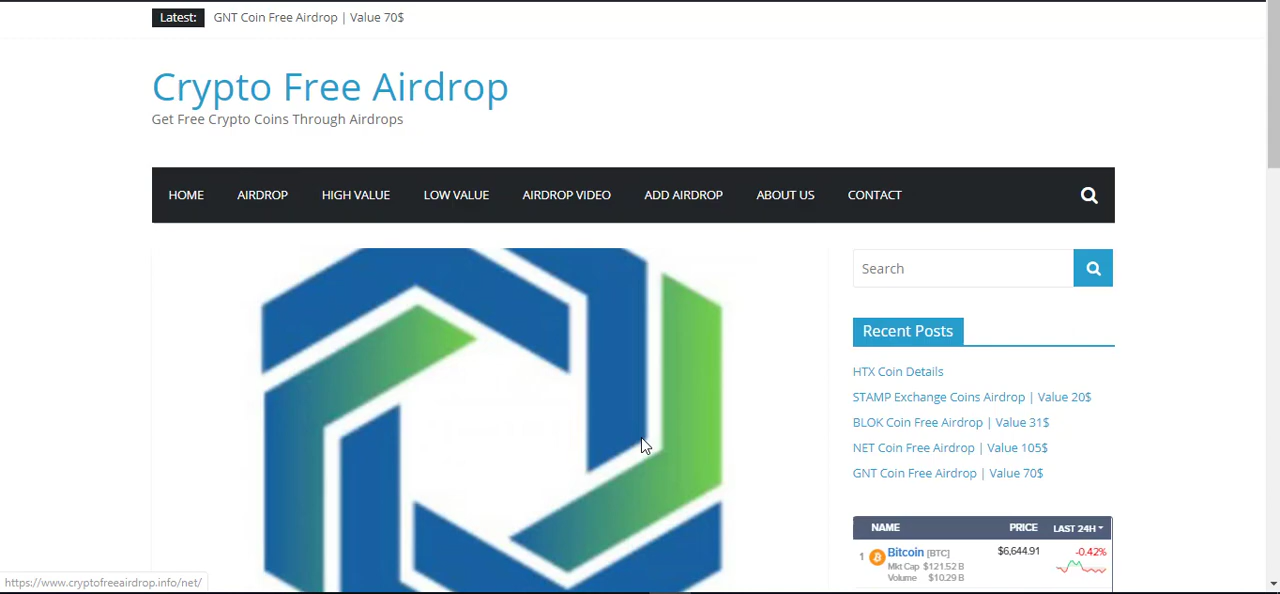 Latest: GNT Coin Free Airdrop | Value 70$
Crypto Free Airdrop
Get Free Crypto Coins Through Airdrops
HOME AIRDROP HIGH VALUE LOW VALUE AIRDROP VIDEO ADD AIRDROP ABOUT US CONTACT
Search
Recent Posts
HTX Coin Details
STAMP Exchange Coins Airdrop | Value 20$
BLOK Coin Free Airdrop | Value 31$
NET Coin Free Airdrop | Value 105$
GNT Coin Free Airdrop | Value 70$
NAME PRICE LAST 24H
1 Bitcoin [BTC] $6,644.91 -0.42%
Mkt Cap $121.52 B
Volume $10.29 B
https://www.cryptofreeairdrop.info/net/